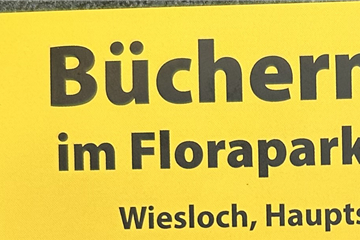 Büchern
im Florapark
Wiesloch, Haupts